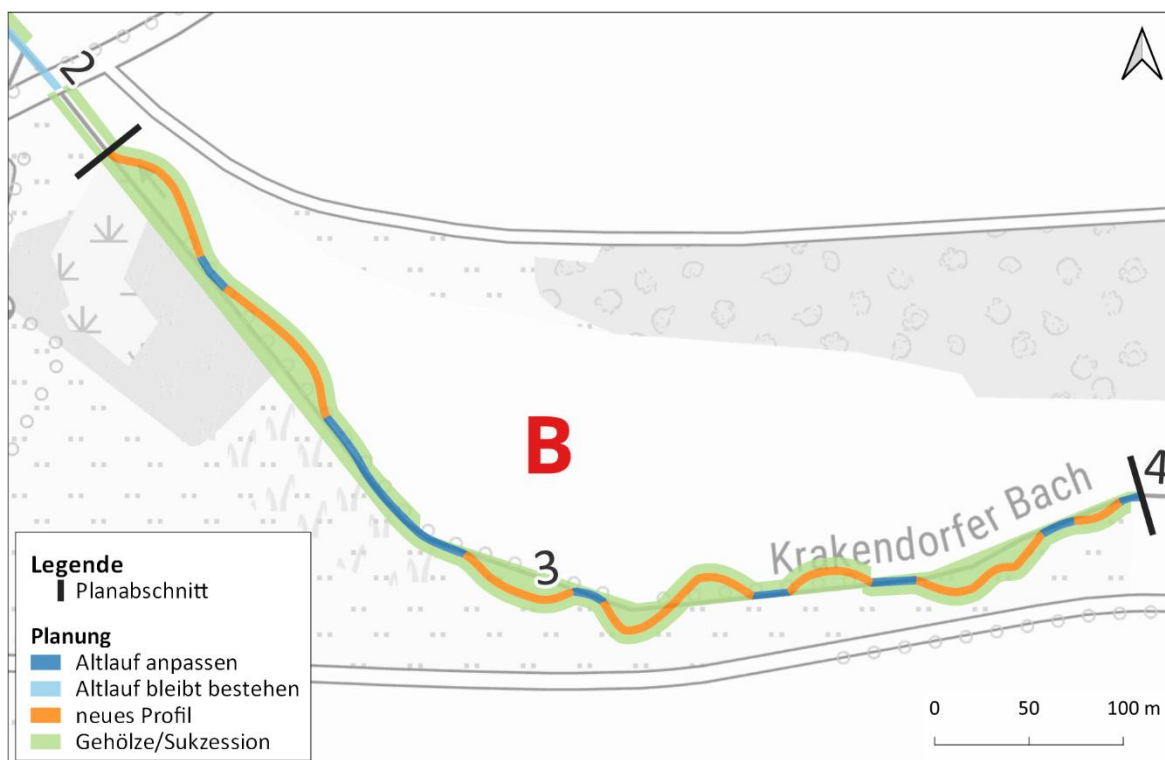 2
B
Krakendorfer Bach
4
3
Legende
Planabschnitt
Planung
Altlauf anpassen
Altlauf bleibt bestehen
neues Profil
Gehölze/Sukzession
0 50 100 m